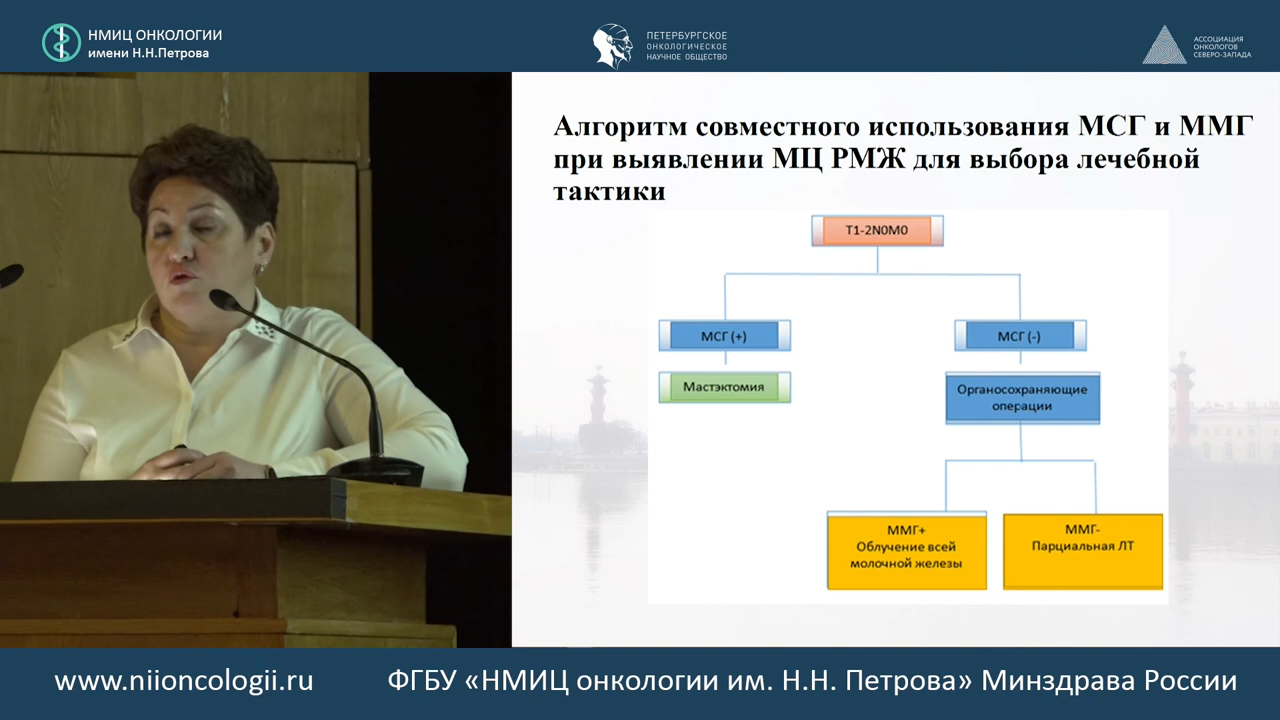 НМИЦ ОНКОЛОГИИ
имени Н.Н.Петрова
ПЕТЕРБУРГСКОЕ
ОНКОЛОГИЧЕСКОЕ
НАУЧНОЕ ОБЩЕСТВО
АССОЦИАЦИЯ
ОНКОЛОГОВ
СЕВЕРО-ЗАПАДА
Алгоритм совместного использования МСГ и ММГ
при выявлении МЦ РМЖ для выбора лечебной
тактики
T1-2N0M0
МСГ (+)
МСГ (-)
Мастэктомия
Органосохраняющие
операции
ММГ+
Облучение всей
молочной железы
ММГ-
Парциальная ЛТ
www.niioncologii.ru
ФГБУ «НМИЦ онкологии им. Н.Н. Петрова» Минздрава России